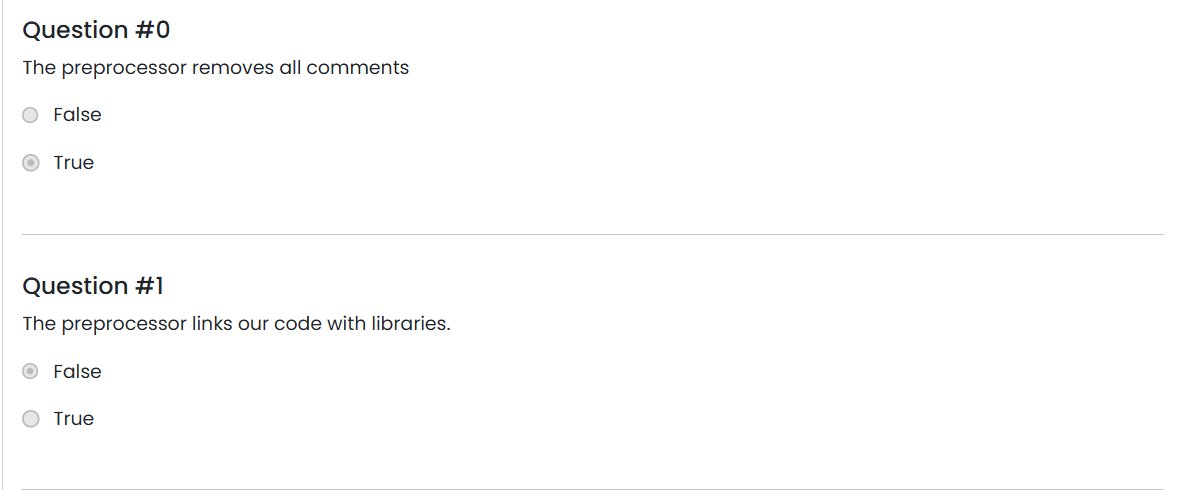 Question #0
The preprocessor removes all comments
False
True
Question #1
The preprocessor links our code with libraries.
False
True